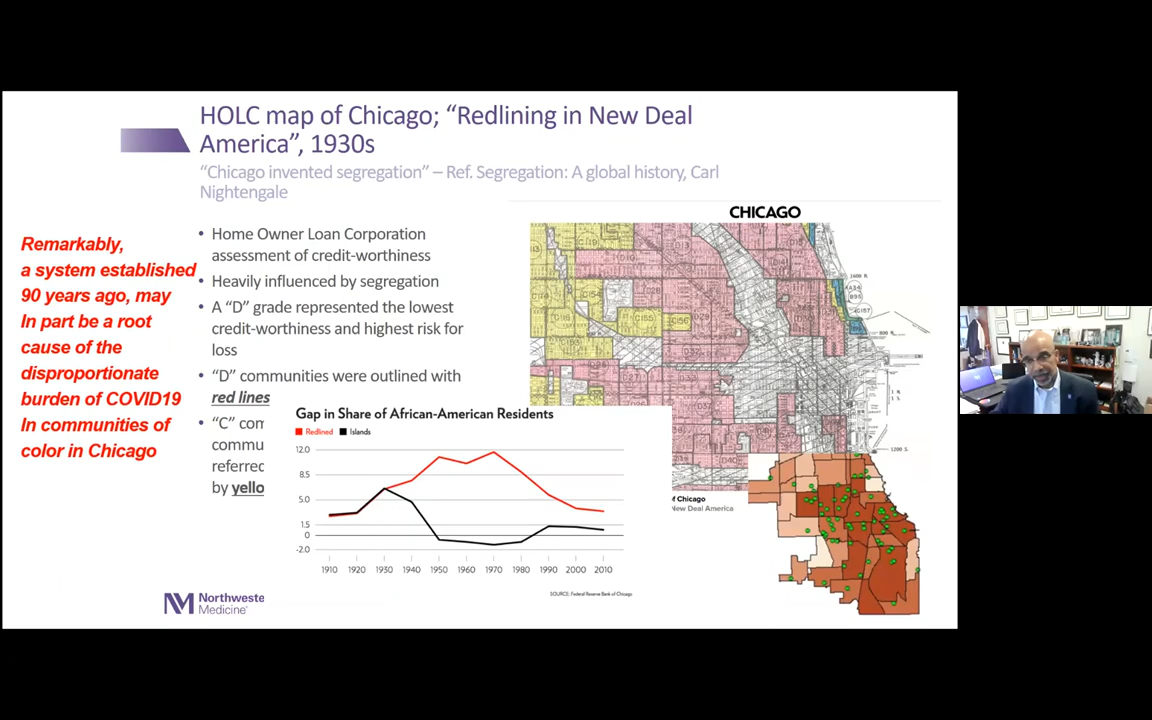 HOLC map of Chicago; “Redlining in New Deal
America”, 1930s
“Chicago invented segregation” – Ref. Segregation: A global history, Carl
Nightengale
Remarkably,
a system established
90 years ago, may
In part be a root
cause of the
disproportionate
burden of COVID19
In communities of
color in Chicago
• Home Owner Loan Corporation
assessment of credit-worthiness
• Heavily influenced by segregation
• A “D” grade represented the lowest
credit-worthiness and highest risk for
loss
• “D” communities were outlined with
red lines
• “C” com
commu
referred
by yello
CHICAGO
Gap in Share of African-American Residents
Redlined Islands
12.0
8.5
5.0
1.5
0
-2.0
1910 1920 1930 1940 1950 1960 1970 1980 1990 2000 2010
SOURCE: Federal Reserve Bank of Chicago.
f Chicago
New Deal America
Northweste
Medicine